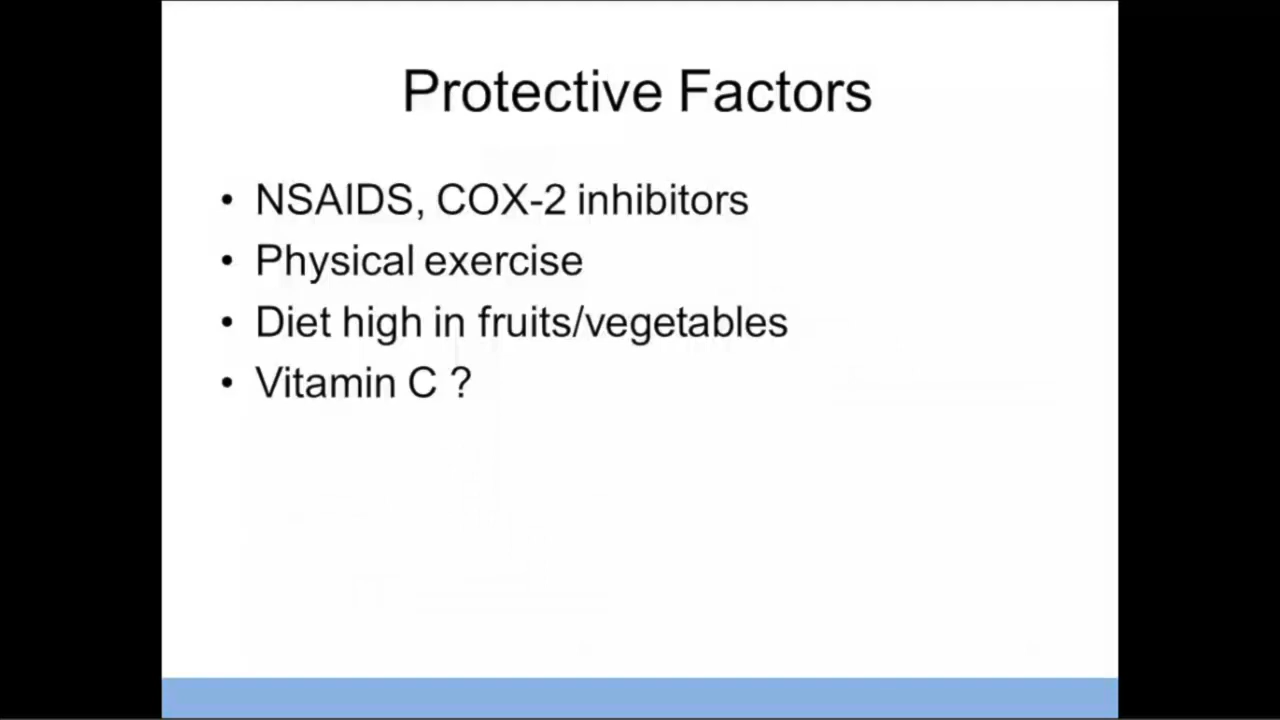 Protective Factors
• NSAIDS, COX-2 inhibitors
• Physical exercise
• Diet high in fruits/vegetables
• Vitamin C ?